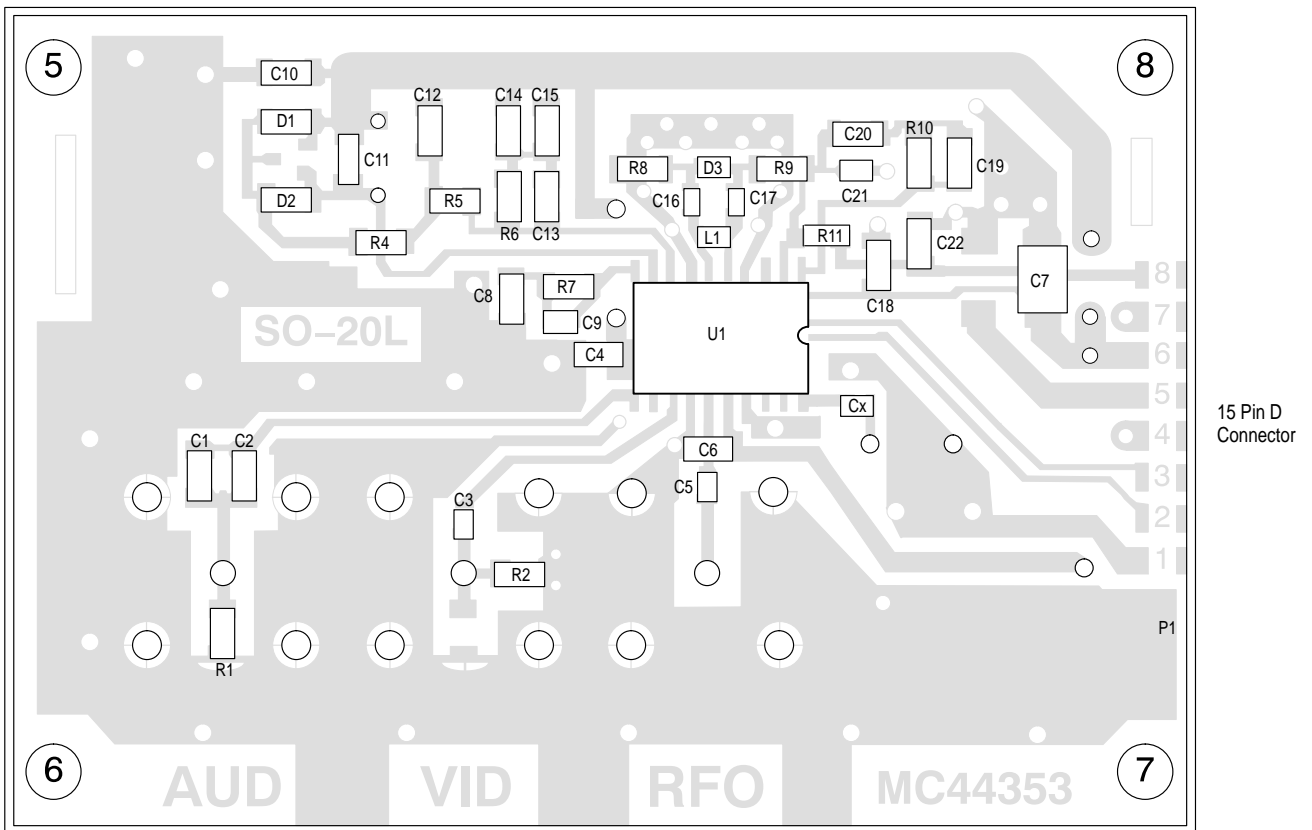 5
8
C10
D1
C12
C14
C15
C11
C20
R10
C19
R8
D3
R9
C21
D2
R5
C16
C17
R4
R6
C13
L1
R11
C22
C8
R7
C18
C7
8
C9
7
SO–20L
U1
C4
6
5
Cx
15 Pin D
Connector
C1
C2
C6
4
C5
3
C3
2
1
R2
P1
R1
6
7
AUD
VID
RFO
MC44353